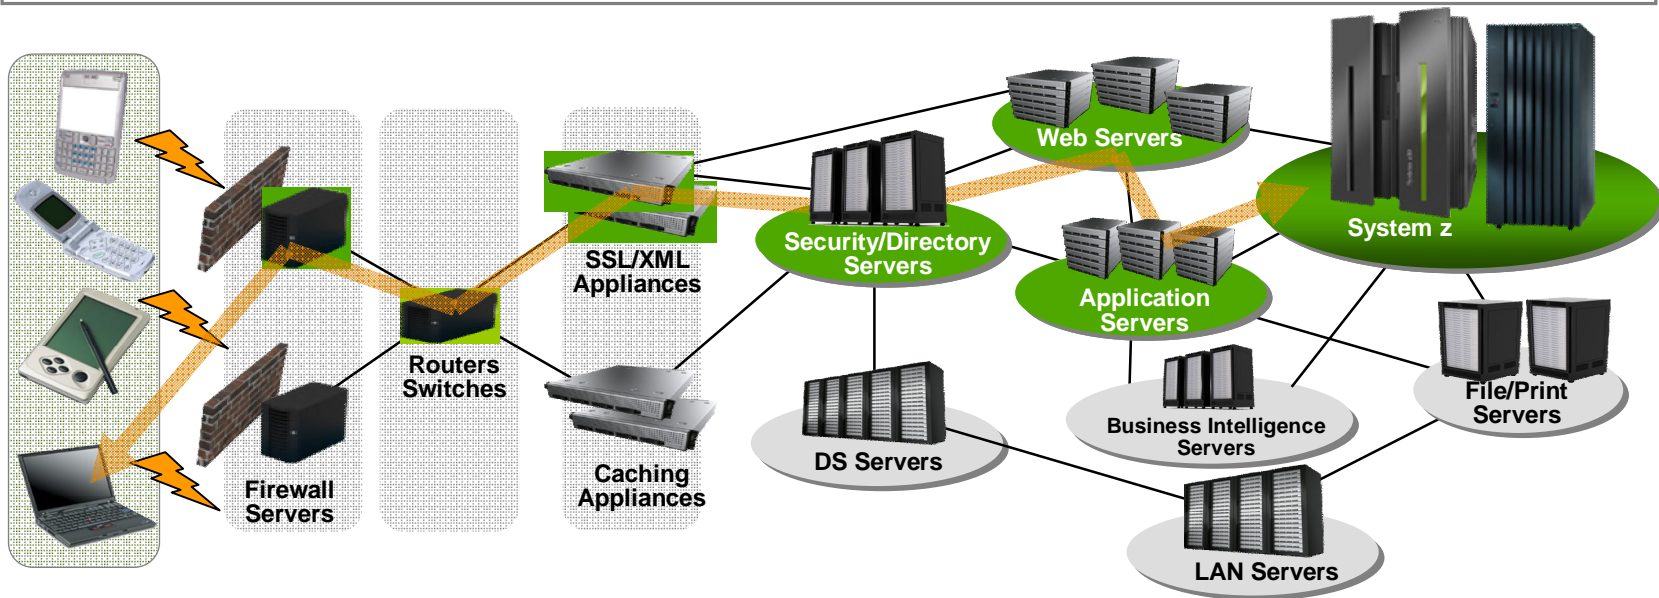 Web Servers
System z
Security/Directory
Servers
SSL/XML
Appliances
Application
Servers
Routers
Switches
File/Print
Servers
Business Intelligence
Servers
DS Servers
Caching
Appliances
Firewall
Servers
LAN Servers